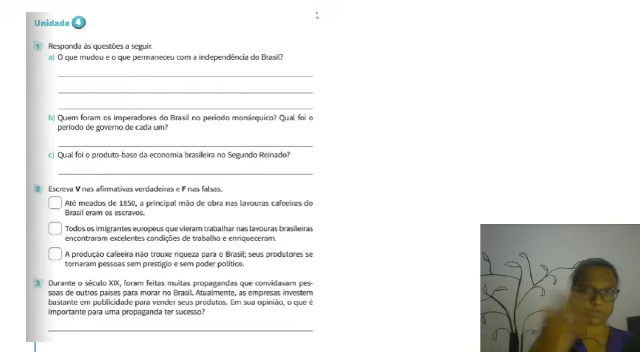 Unidade 4
1 Responda às questões a seguir.
a) O que mudou e o que permaneceu com a independência do Brasil?
b) Quem foram os imperadores do Brasil no período monárquico? Qual foi o
período de governo de cada um?
c) Qual foi o produto-base da economia brasileira no Segundo Reinado?
2 Escreva V nas afirmativas verdadeiras e F nas falsas.
Até meados de 1850, a principal mão de obra nas lavouras cafeeiras do
Brasil eram os escravos.
Todos os imigrantes europeus que vieram trabalhar nas lavouras brasileiras
encontraram excelentes condições de trabalho e enriqueceram.
A produção cafeeira não trouxe riqueza para o Brasil; seus produtores se
tornaram pessoas sem prestígio e sem poder político.
3 Durante o século XIX, foram feitas muitas propagandas que convidavam pes-
soas de outros países para morar no Brasil. Atualmente, as empresas investem
bastante em publicidade para vender seus produtos. Em sua opinião, o que é
importante para uma propaganda ter sucesso?